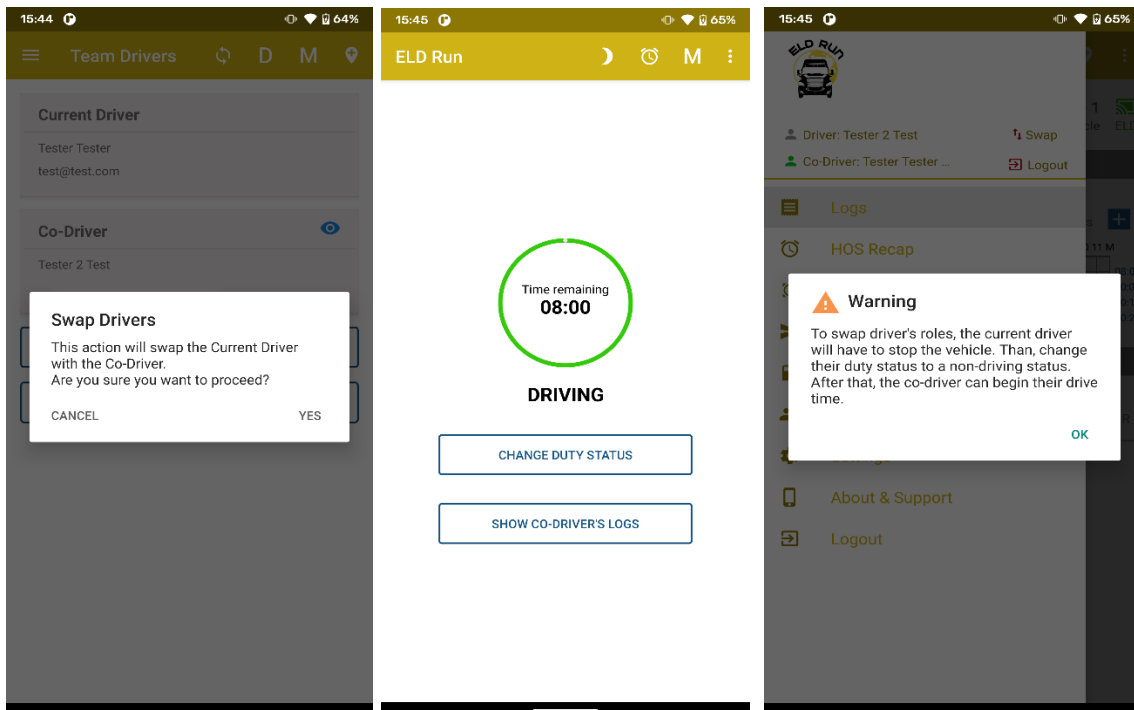 15:44
64%
Team Drivers
D
M
Current Driver
Tester Tester
test@test.com
Co-Driver
Tester 2 Test
Swap Drivers
This action will swap the Current Driver
with the Co-Driver.
Are you sure you want to proceed?
CANCEL
YES
15:45
65%
ELD Run
M
Time remaining
08:00
DRIVING
CHANGE DUTY STATUS
SHOW CO-DRIVER'S LOGS
15:45
65%
ELD RUN
1
ELD
Driver: Tester 2 Test
Swap
Co-Driver: Tester Tester ...
Logout
Logs
HOS Recap
Warning
To swap driver's roles, the current driver
will have to stop the vehicle. Than, change
their duty status to a non-driving status.
After that, the co-driver can begin their drive
time.
OK
About & Support
Logout